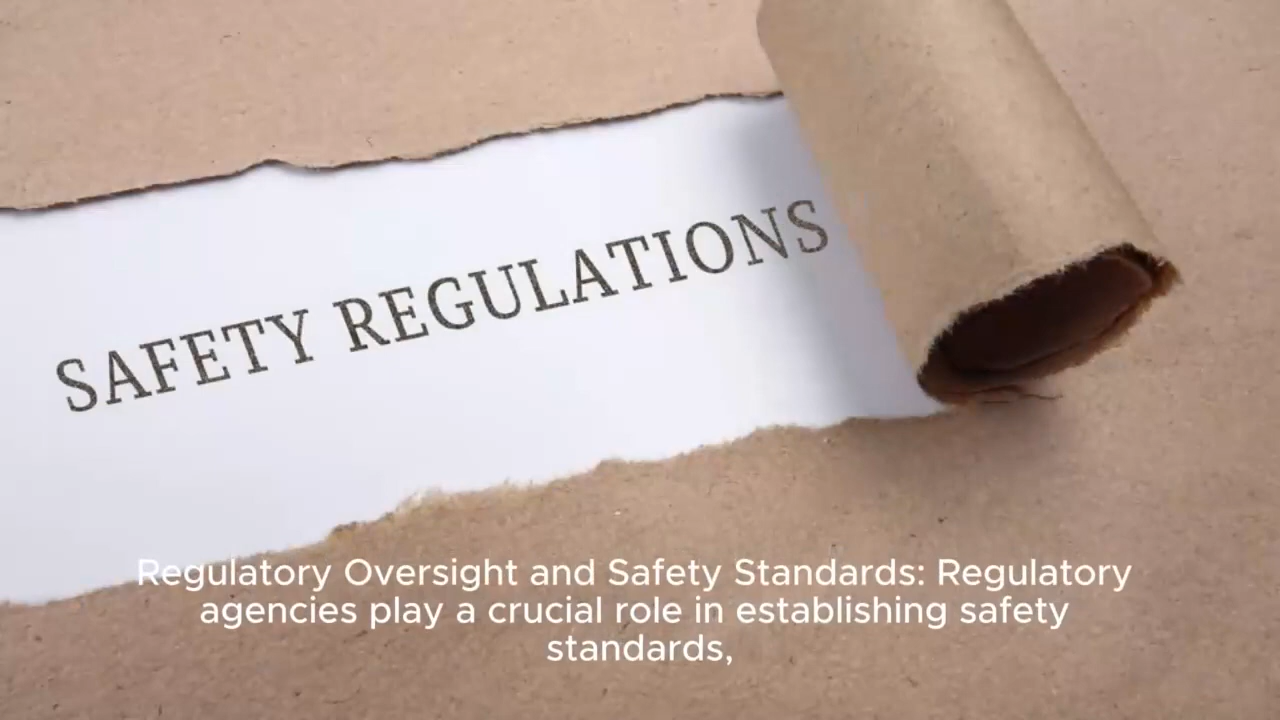 SAFETY REGULATIONS
Regulatory Oversight and Safety Standards: Regulatory
agencies play a crucial role in establishing safety
standards,